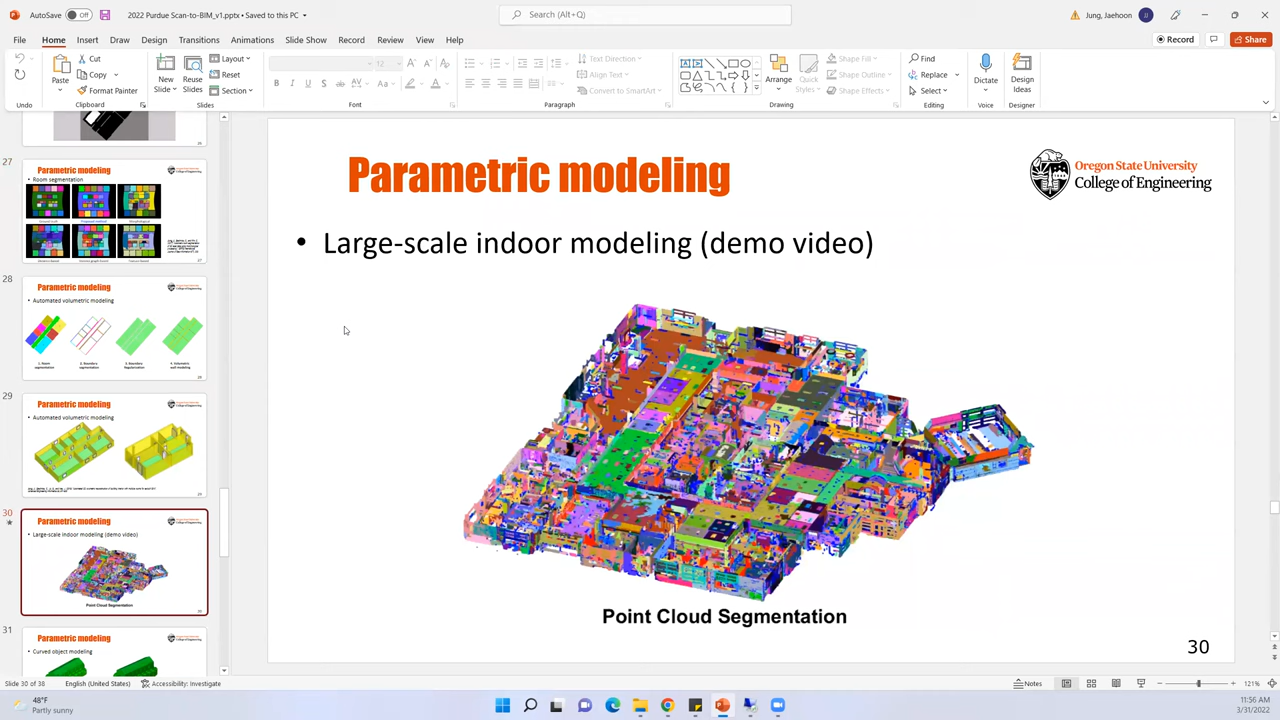 AutoSave Off 2022 Purdue Scan-to-BIM_v1.pptx • Saved to this PC Search (Alt+Q) Jung, Jaehoon JJ
File Home Insert Draw Design Transitions Animations Slide Show Record Review View Help Record Share
Paste Cut Copy Format Painter New Slide Reuse Slides Layout Reset Section 12 Text Direction Align Text Convert to SmartArt Arrange Quick Styles Shape Fill Shape Outline Shape Effects Find Replace Select Dictate Design Ideas
Undo Clipboard Slides Font Paragraph Drawing Editing Voice Designer
26
27
Parametric modeling
• Room segmentation
27
28
Parametric modeling
• Automated volumetric modeling
28
29
Parametric modeling
• Automated volumetric modeling
29
30
Parametric modeling
• Large-scale indoor modeling (demo video)
Point Cloud Segmentation
30
31
Parametric modeling
• Curved object modeling
Parametric modeling
Oregon State University
College of Engineering
• Large-scale indoor modeling (demo video)
Point Cloud Segmentation
30
Slide 30 of 38 English (United States) Accessibility: Investigate Notes 121%
48°F
Partly sunny
11:56 AM
3/31/2022